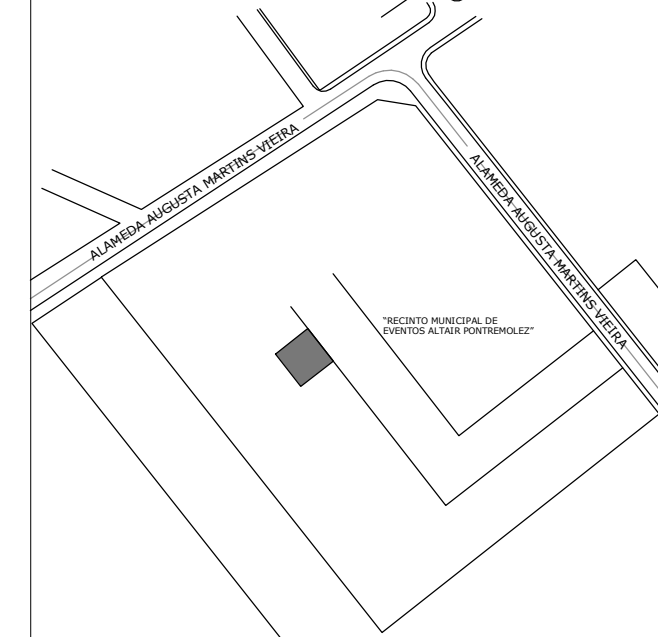 ALAMEDA AUGUSTA MARTINS VIEIRA
ALAMEDA AUGUSTA MARTINS VIEIRA
"RECINTO MUNICIPAL DE
EVENTOS ALTAIR PONTREMOLEZ"